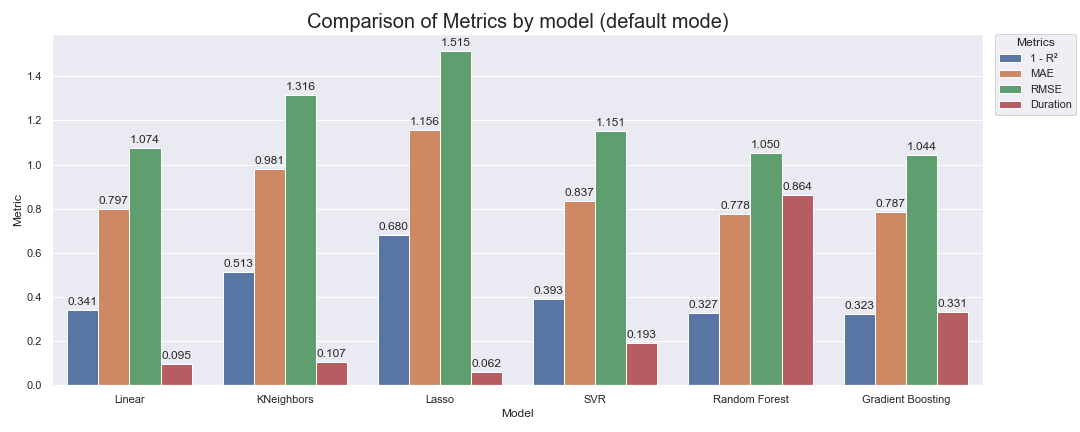 Comparison of Metrics by model (default mode)
Metrics
1 - R²
MAE
RMSE
Duration
Metric
1.4
1.2
1.0
0.8
0.6
0.4
0.2
0.0
0.341
0.797
1.074
0.095
0.513
0.981
1.316
0.107
0.680
1.156
1.515
0.062
0.393
0.837
1.151
0.193
0.327
0.778
1.050
0.864
0.323
0.787
1.044
0.331
Linear
KNeighbors
Lasso
SVR
Random Forest
Gradient Boosting
Model